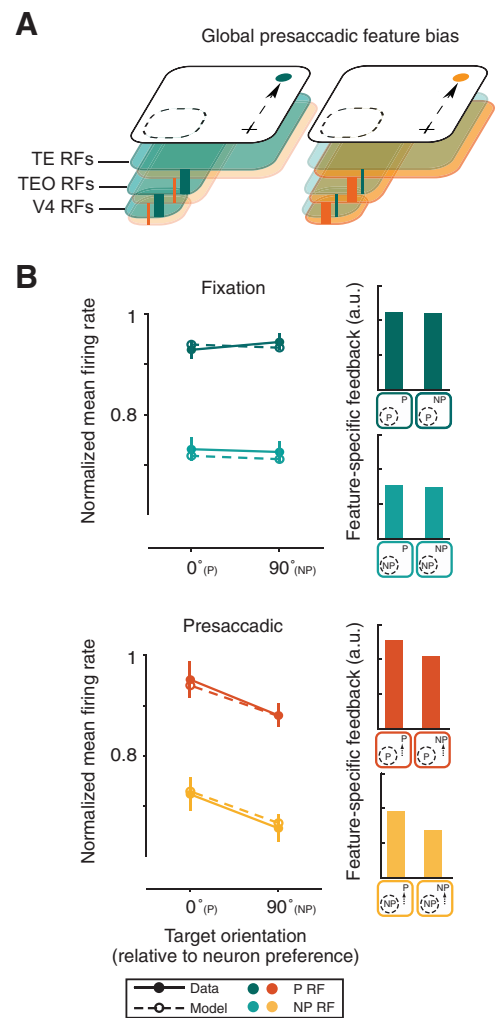 A
Global presaccadic feature bias
TE RFs
TEO RFs
V4 RFs
B
Fixation
Normalized mean firing rate
1
0.8
0°(P)
90°(NP)
Feature-specific feedback (a.u.)
P
P
NP
P
P
NP
NP
NP
Presaccadic
Normalized mean firing rate
1
0.8
0°(P)
90°(NP)
Target orientation
(relative to neuron preference)
Feature-specific feedback (a.u.)
P
P
NP
P
P
NP
NP
NP
Data
P RF
Model
NP RF